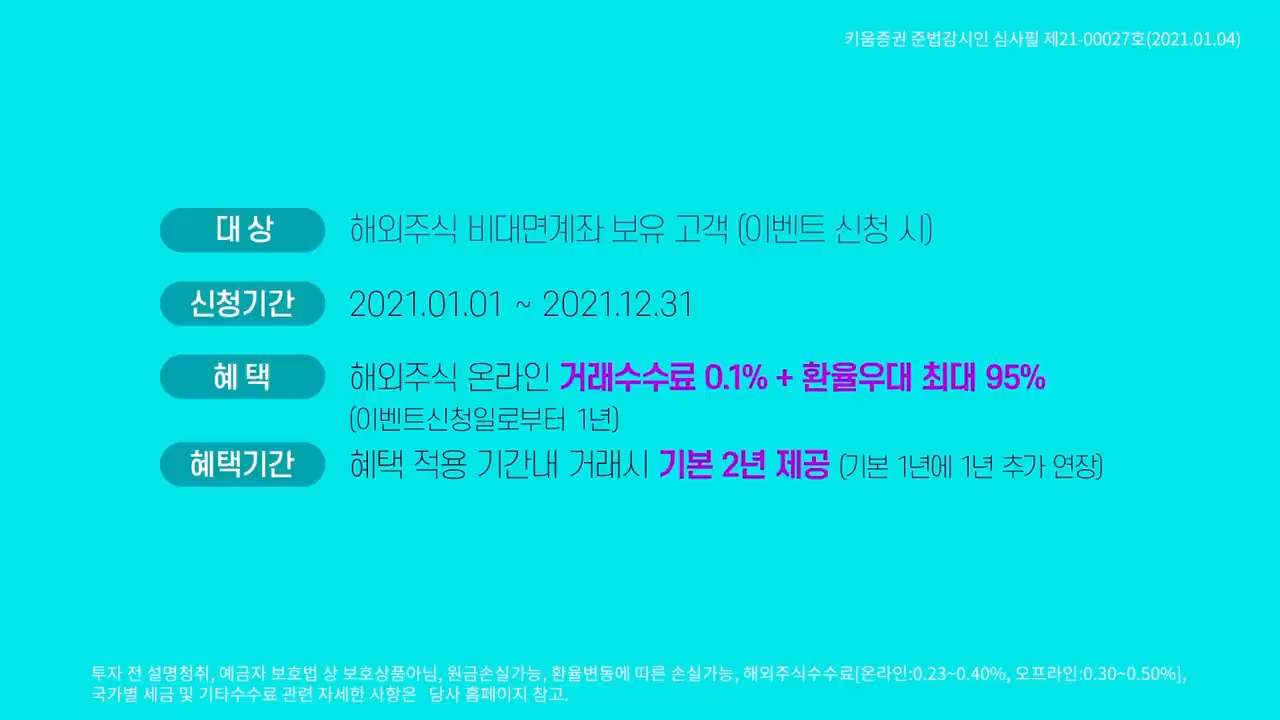 키움증권 준법감시인 심사필 제21-00027호(2021.01.04)
대 상 해외주식 비대면계좌 보유 고객 (이벤트 신청 시)
신청기간 2021.01.01 ~ 2021.12.31
혜 택 해외주식 온라인 거래수수료 0.1% + 환율우대 최대 95%
(이벤트신청일로부터 1년)
혜택기간 혜택 적용 기간내 거래시 기본 2년 제공 (기본 1년에 1년 추가 연장)
투자 전 설명청취, 예금자 보호법 상 보호상품아님, 원금손실가능, 환율변동에 따른 손실가능, 해외주식수수료[온라인:0.23~0.40%, 오프라인:0.30~0.50%],
국가별 세금 및 기타수수료 관련 자세한 사항은 당사 홈페이지 참고.